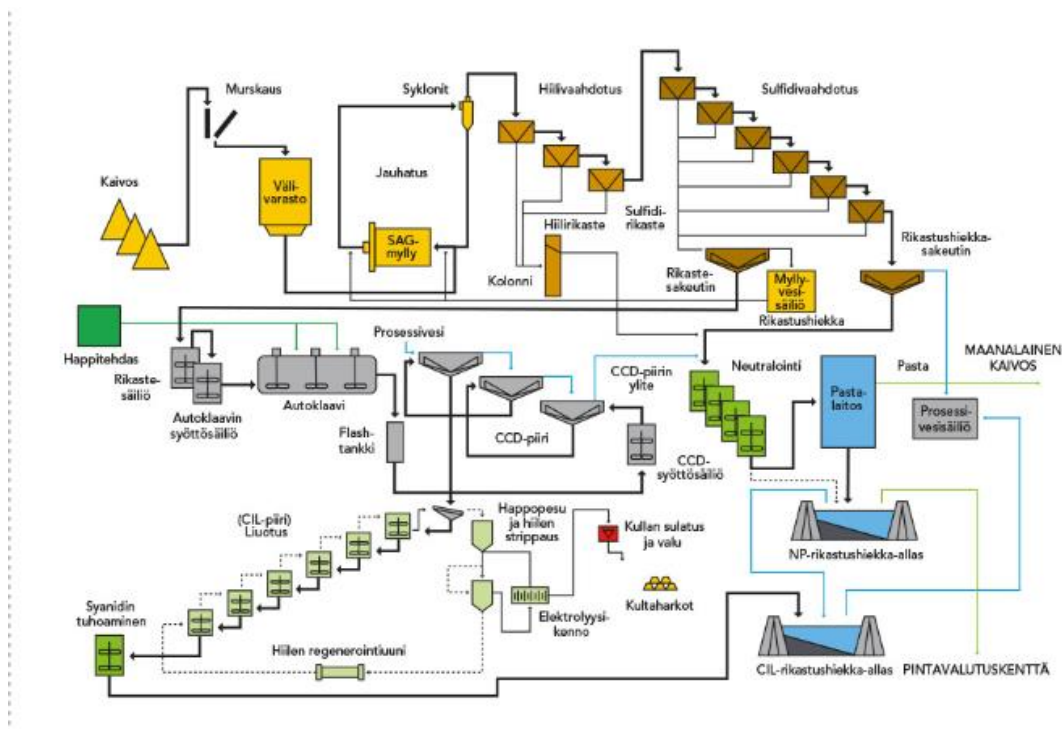 Murskaus
Syklonit
Hiilivaahdotus
Sulfidivaahdotus
Kaivos
Väli-
varasto
Jauhatus
SAG-
mylly
Kolonni
Hiilirikaste
Sulfidi-
rikaste
Rikaste-
sakeutin
Mylly-
vesi-
säiliö
Rikastushiekka
Rikastushiekka-
sakeutin
Happitehdas
Rikaste-
säiliö
Autoklaavin
syöttösäiliö
Autoklaavi
Flash-
tankki
Prosessivesi
CCD-piiri
CCD-piirin
ylite
CCD-
syöttösäiliö
Neutralointi
Pasta-
laitos
Pasta
MAANALAINEN
KAIVOS
Prosessi-
vesisäiliö
NP-rikastushiekka-allas
(CIL-piiri)
Liuotus
Happopesu
ja hiilen
strippaus
Kullan sulatus
ja valu
Kultaharkot
Elektrolyysi-
kenno
Syanidin
tuhoaminen
Hiilen regenerointiuuni
CIL-rikastushiekka-allas
PINTAVALUTUSKENTTÄ